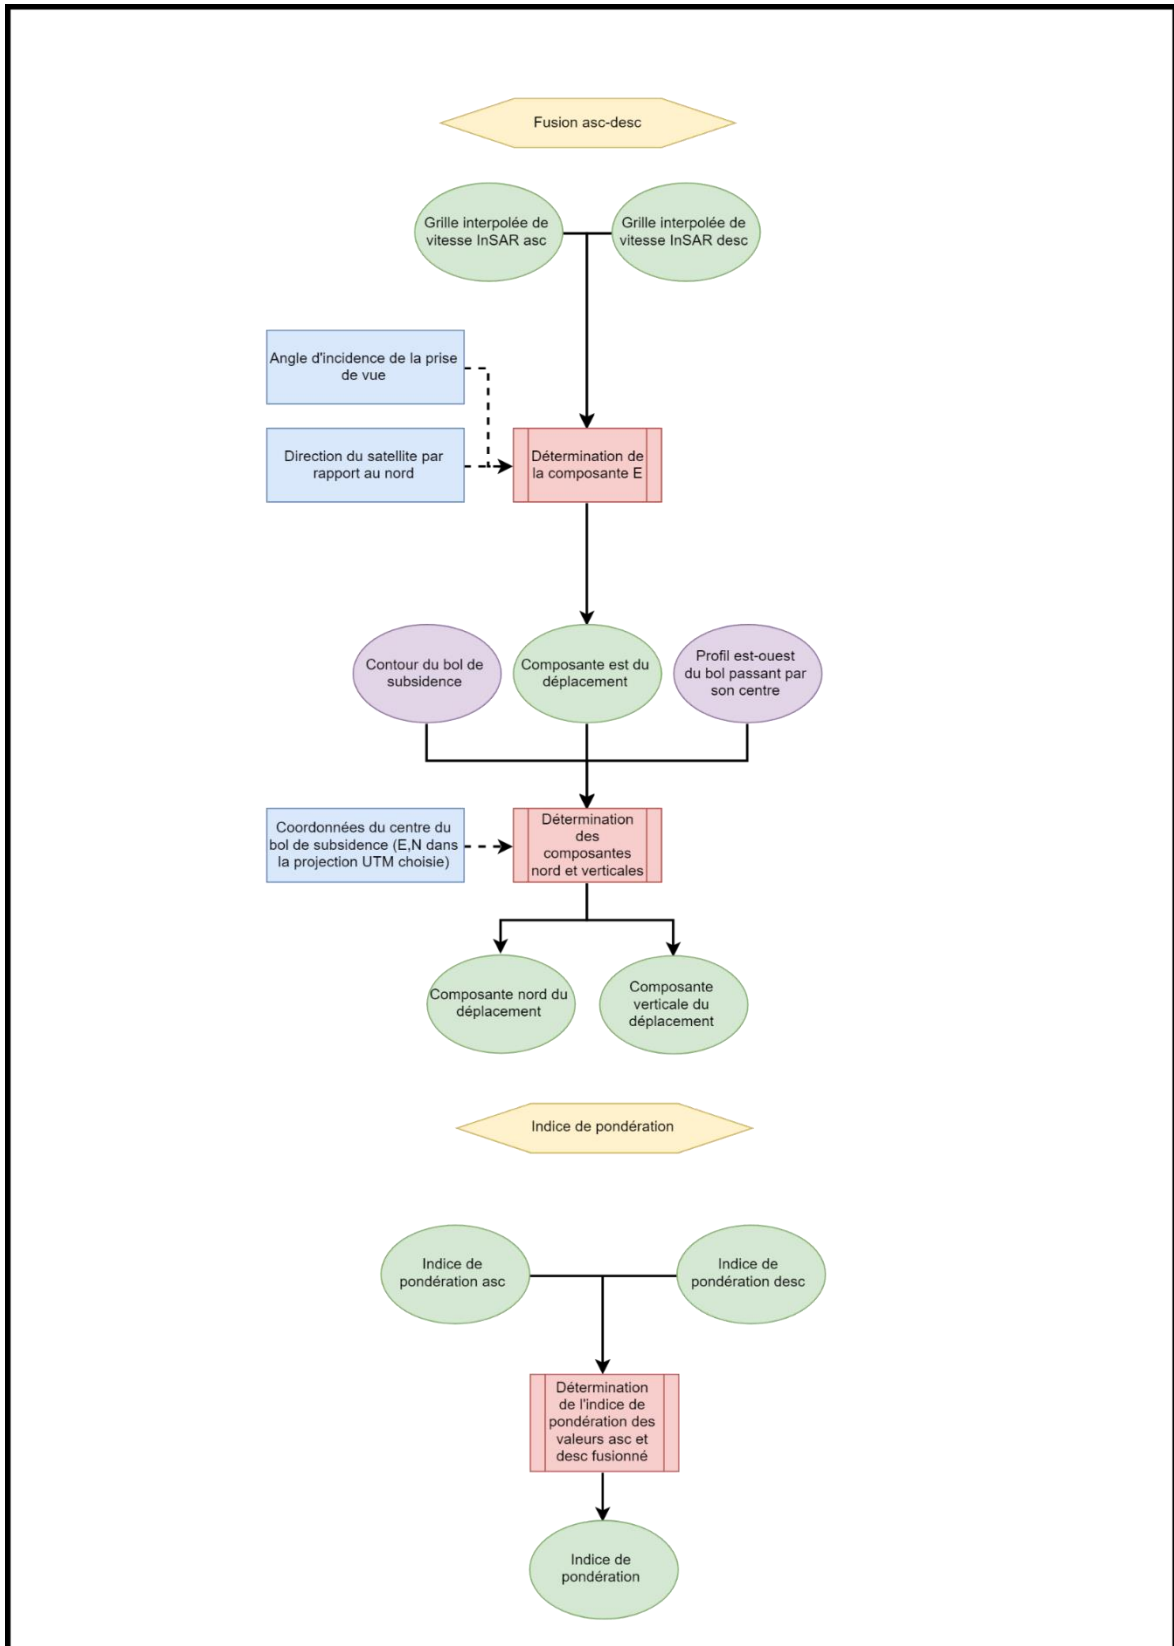 Fusion asc-desc
Grille interpolée de
vitesse InSAR asc
Grille interpolée de
vitesse InSAR desc
Angle d'incidence de la prise
de vue
Direction du satellite par
rapport au nord
Détermination de
la composante E
Contour du bol de
subsidence
Composante est du
déplacement
Profil est-ouest
du bol passant par
son centre
Coordonnées du centre du
bol de subsidence (E,N dans
la projection UTM choisie)
Détermination
des
composantes
nord et verticales
Composante nord du
déplacement
Composante
verticale du
déplacement
Indice de pondération
Indice de
pondération asc
Indice de
pondération desc
Détermination
de l'indice de
pondération des
valeurs asc et
desc fusionné
Indice de
pondération